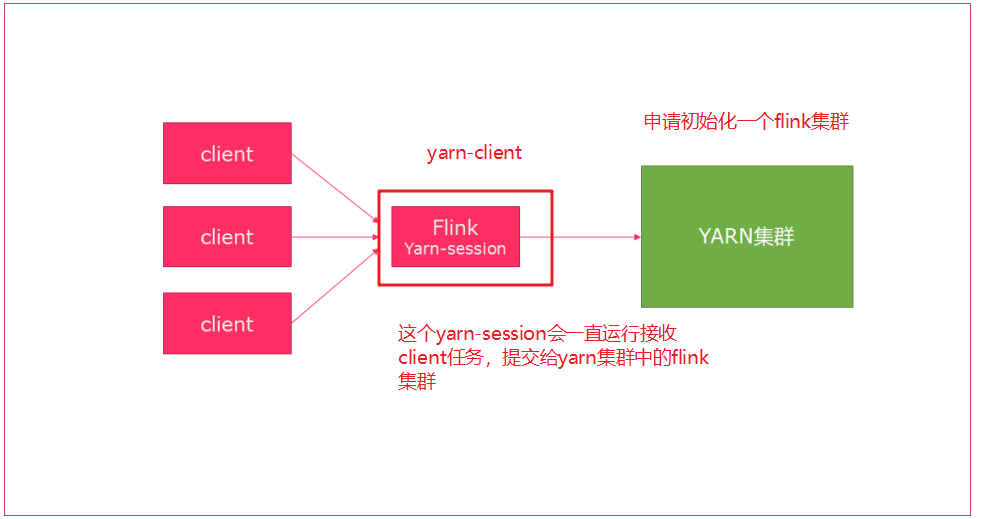 申请初始化一个flink集群
yarn-client
client
client
client
Flink
Yarn-session
YARN集群
这个yarn-session会一直运行接收
client任务，提交给yarn集群中的flink
集群